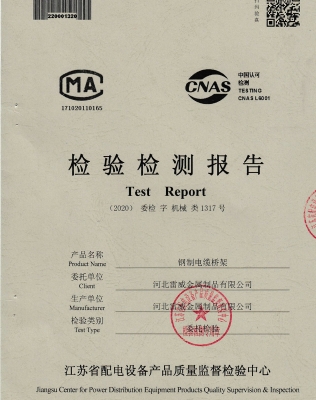 220001220
MA
171020110165
CNAS
中国认可
检测
TESTING
CNAS L6001
检验检测报告
Test Report
（2020）委检 字 机械 类 1317 号
产品名称
Product Name
钢制电缆桥架
委托单位
Client
河北雷威金属制品有限公司
生产单位
Manufacturer
河北雷威金属制品有限公司
检验类别
Test Type
委托检验
江苏省配电设备产品质量监督检验中心
Jiangsu Center for Power Distribution Equipment Products Quality Supervision & Inspection